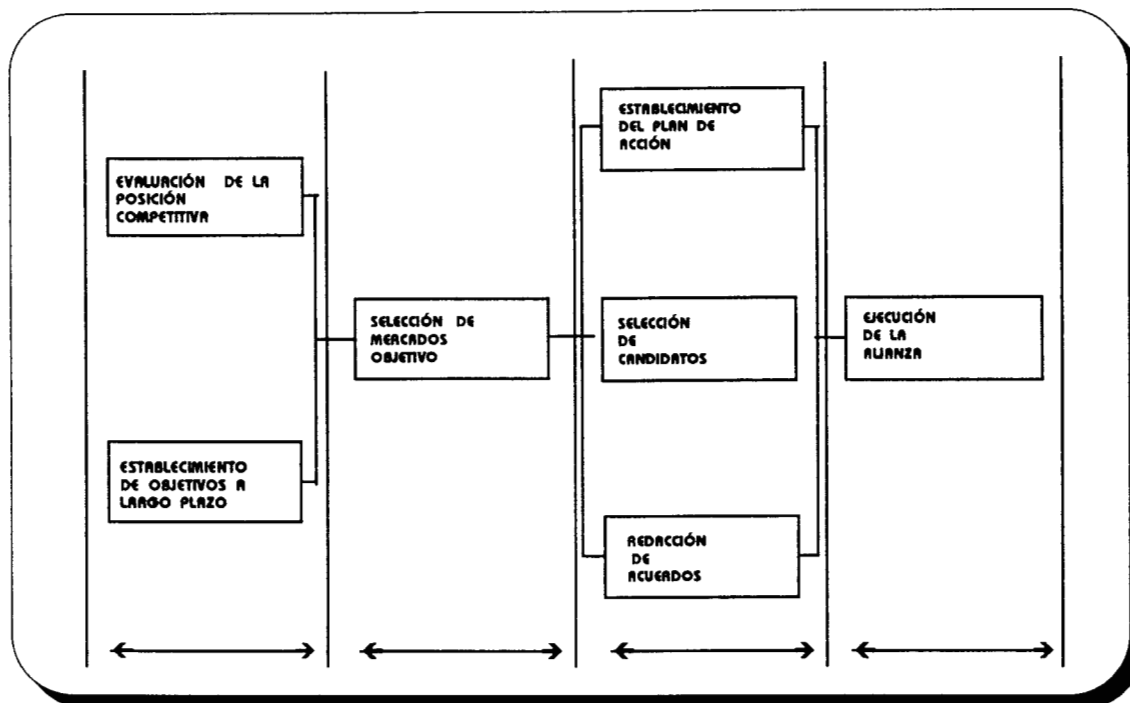 EVALUACIÓN DE LA
POSICIÓN
COMPETITIVA
ESTABLECIMIENTO
DE OBJETIVOS A
LARGO PLAZO
SELECCIÓN DE
MERCADOS
OBJETIVO
ESTABLECIMIENTO
DEL PLAN DE
ACCIÓN
SELECCIÓN
DE
CANDIDATOS
REDACCIÓN
DE
ACUERDOS
EJECUCIÓN
DE LA
ALIANZA